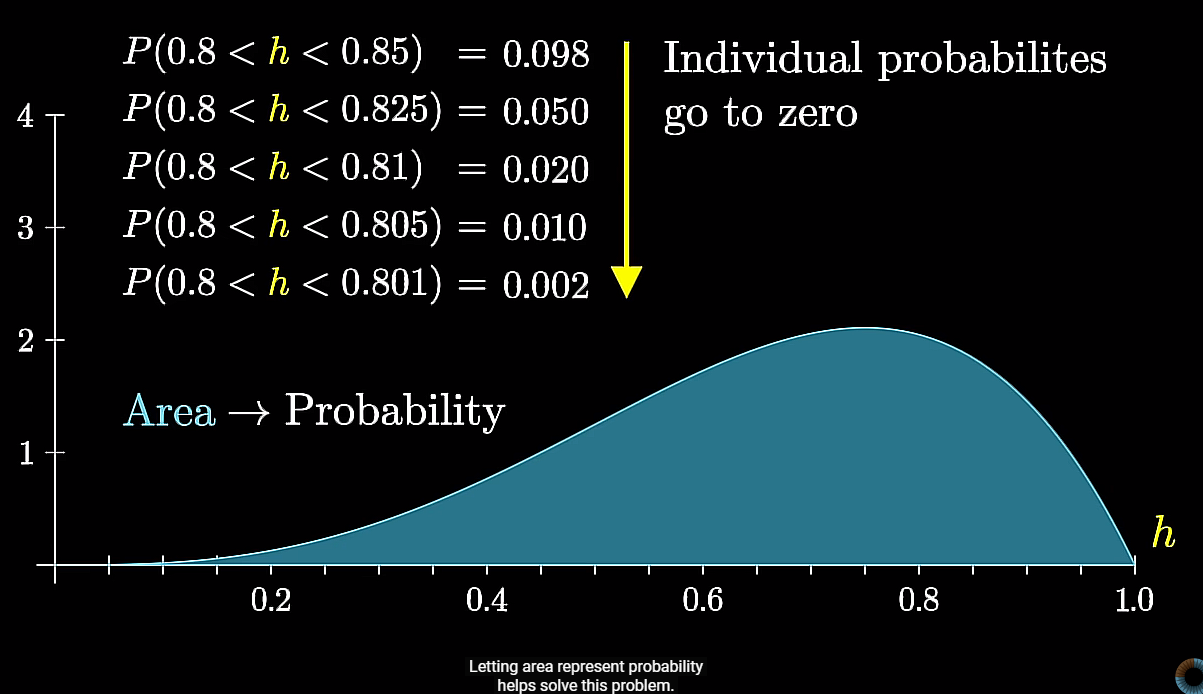 P(0.8 < h < 0.85) = 0.098
P(0.8 < h < 0.825) = 0.050
P(0.8 < h < 0.81) = 0.020
P(0.8 < h < 0.805) = 0.010
P(0.8 < h < 0.801) = 0.002
Individual probabilites
go to zero
4
3
2
1
Area → Probability
h
0.2 0.4 0.6 0.8 1.0
Letting area represent probability
helps solve this problem.